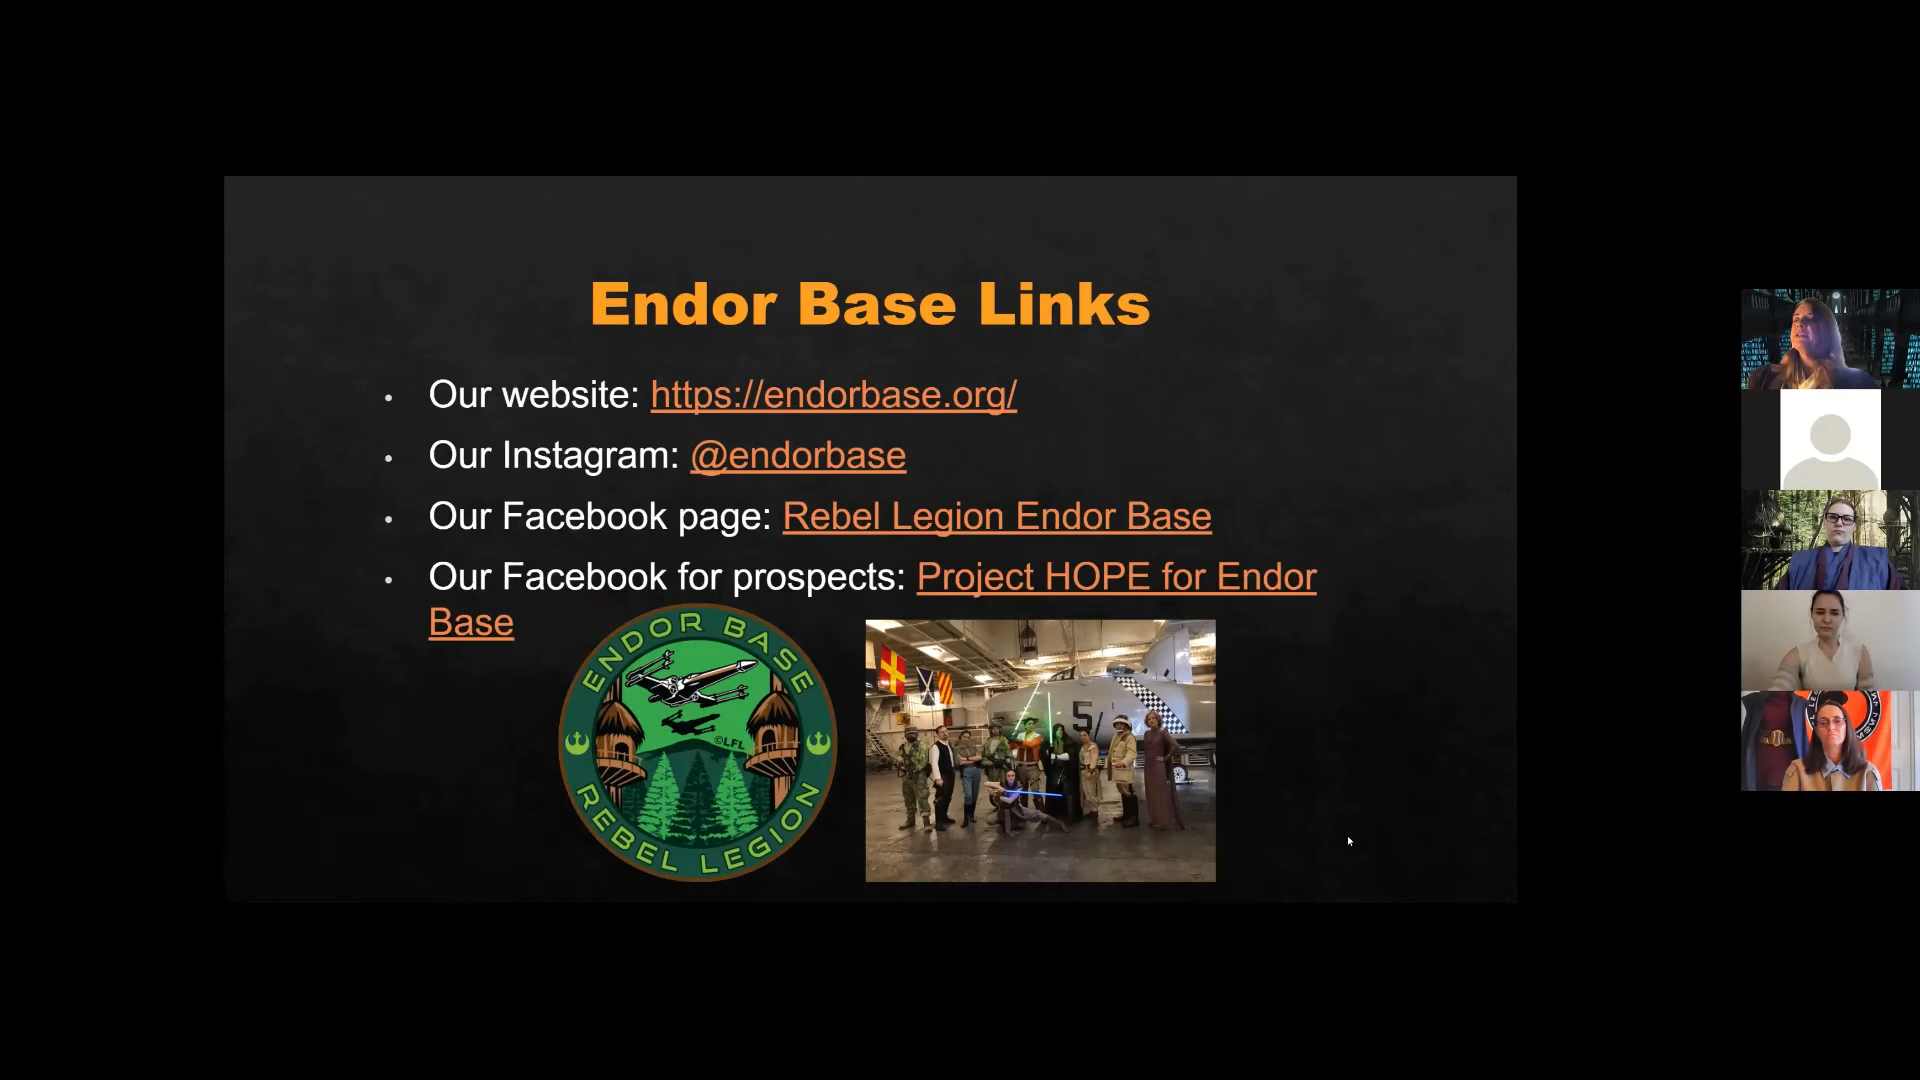 Endor Base Links
• Our website: https://endorbase.org/
• Our Instagram: @endorbase
• Our Facebook page: Rebel Legion Endor Base
• Our Facebook for prospects: Project HOPE for Endor
Base
ENDOR BASE
©LFL
REBEL LEGION
5/